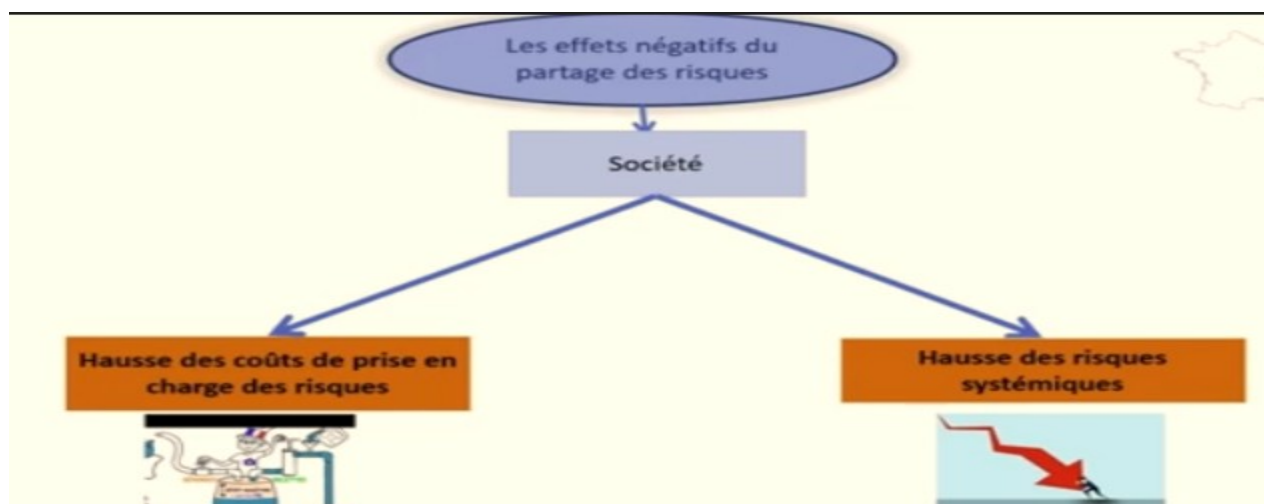 Les effets négatifs du
partage des risques
Société
Hausse des coûts de prise en
charge des risques
Hausse des risques
systémiques